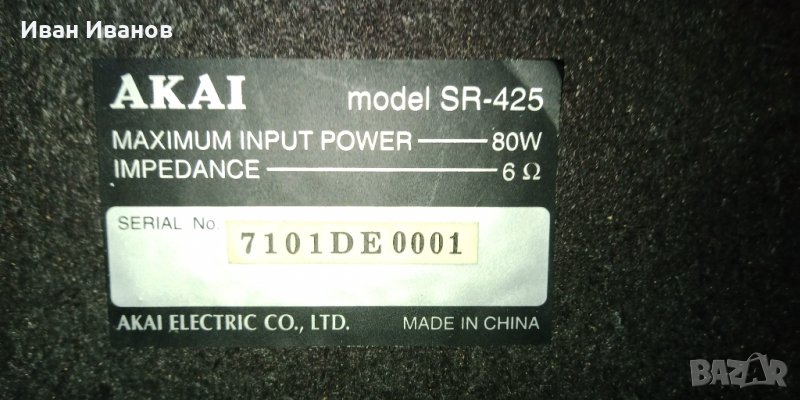 Иван Иванов
AKAI model SR-425
MAXIMUM INPUT POWER 80W
IMPEDANCE 6 Ω
SERIAL No. 7101DE0001
AKAI ELECTRIC CO., LTD. MADE IN CHINA
BAZAR